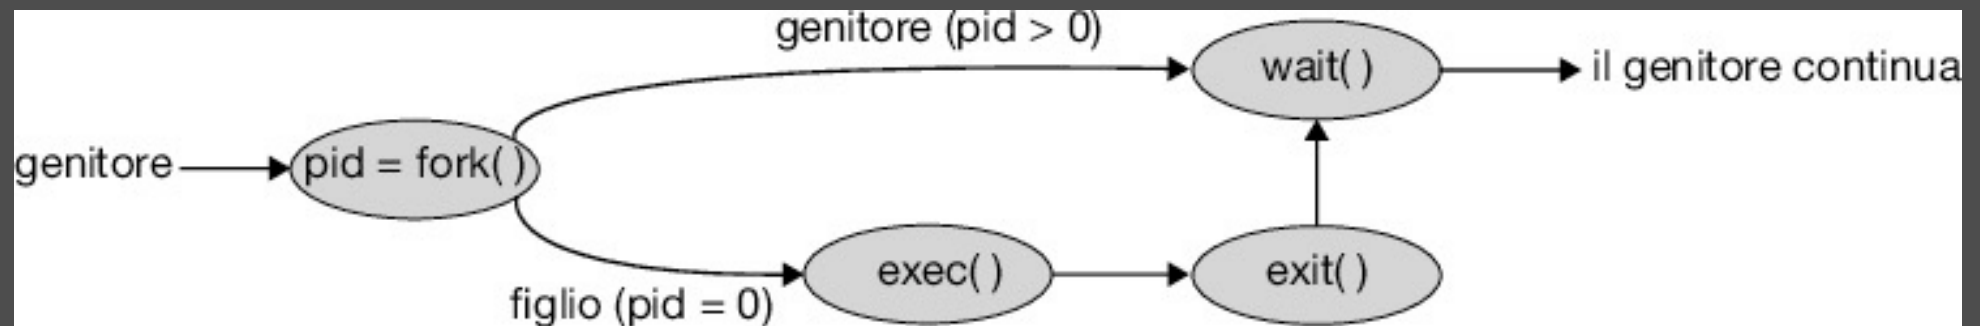 genitore (pid > 0)
wait( )
il genitore continua
genitore
pid = fork( )
exec( )
exit( )
figlio (pid = 0)